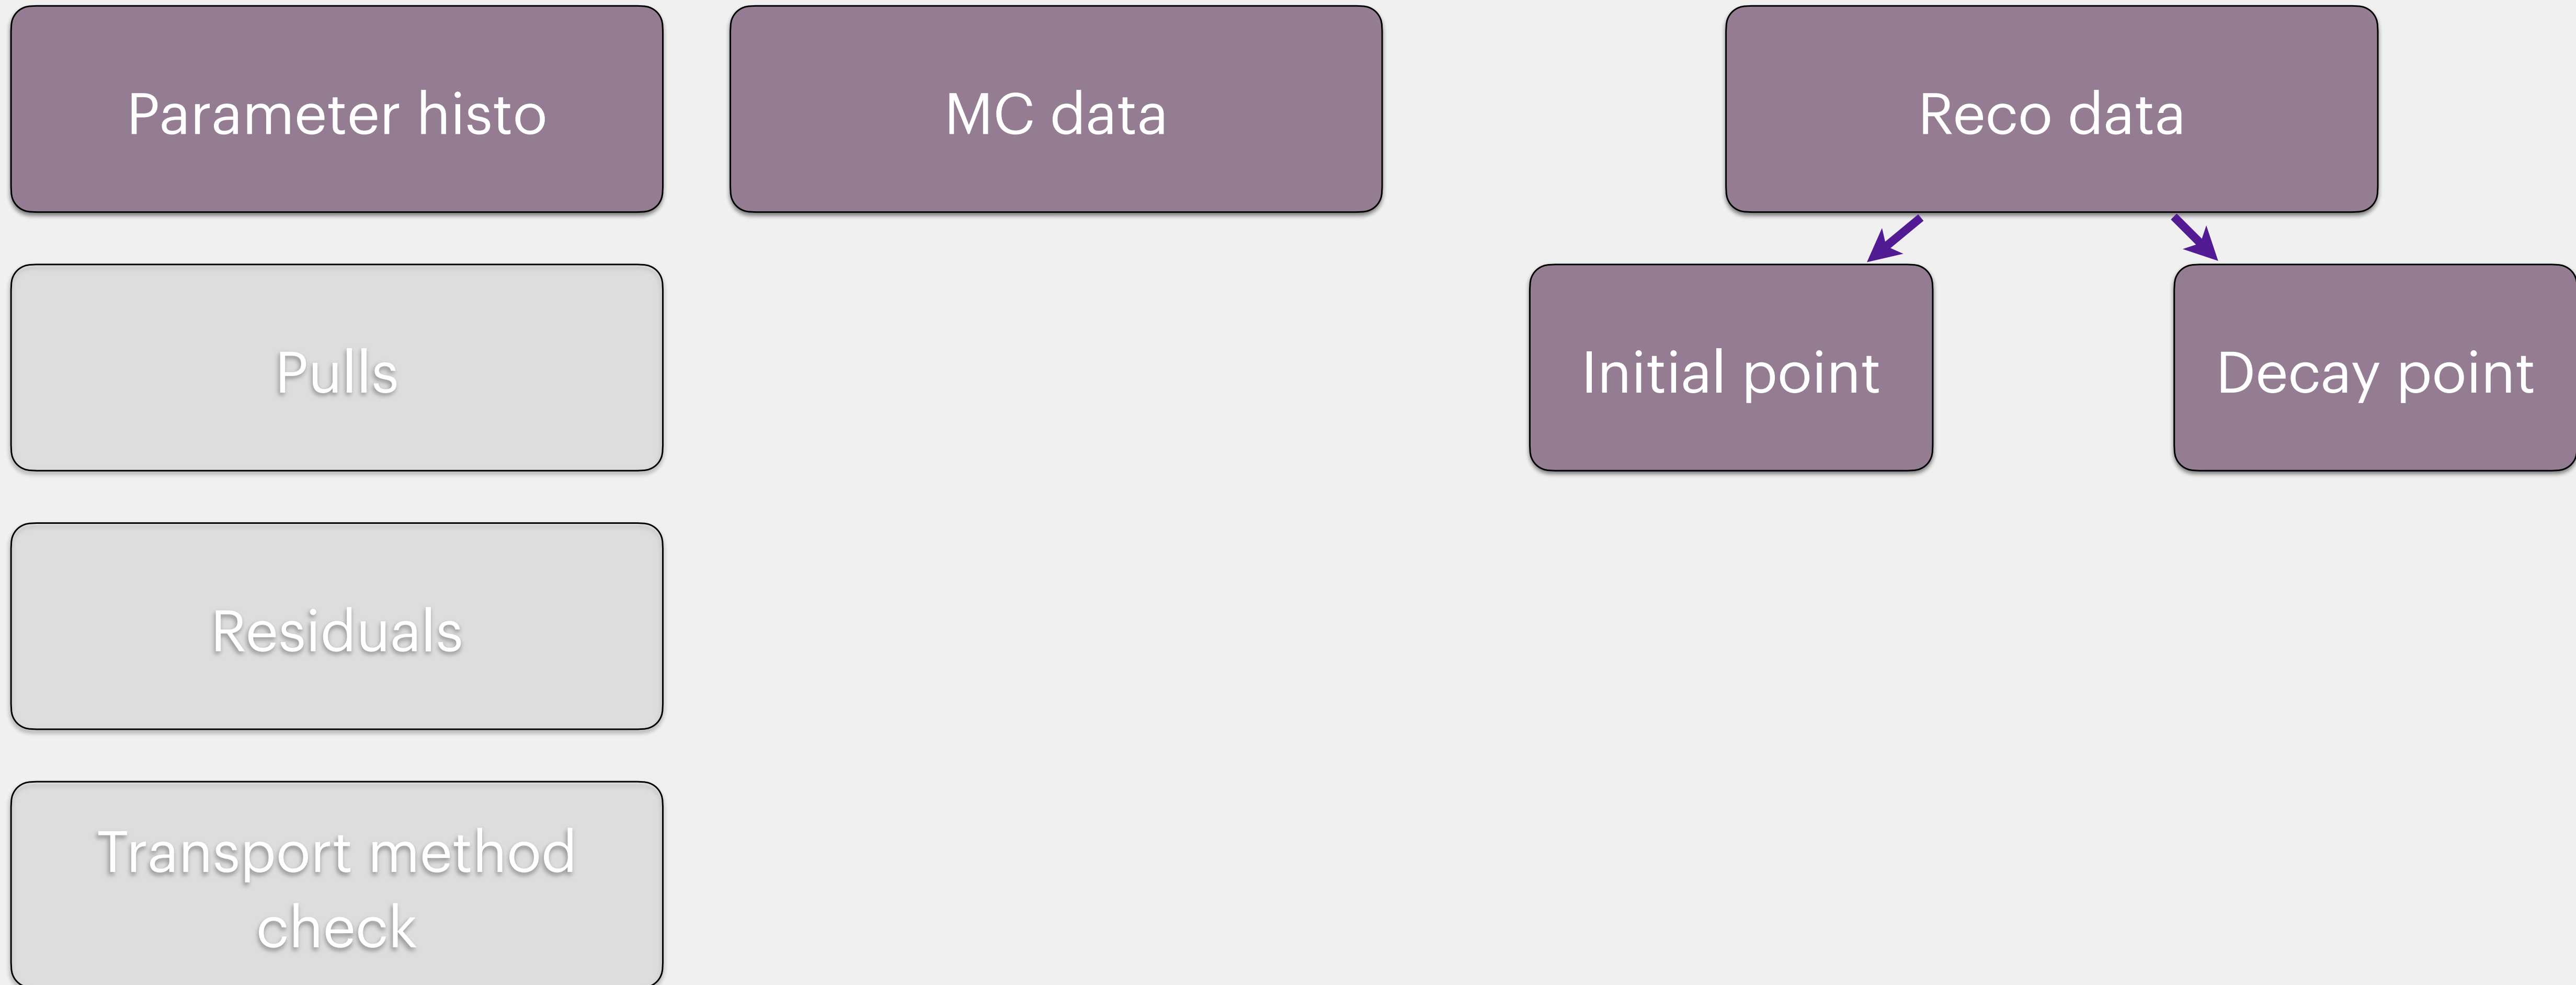 Parameter histo
MC data
Reco data
Pulls
Initial point
Decay point
Residuals
Transport method
check